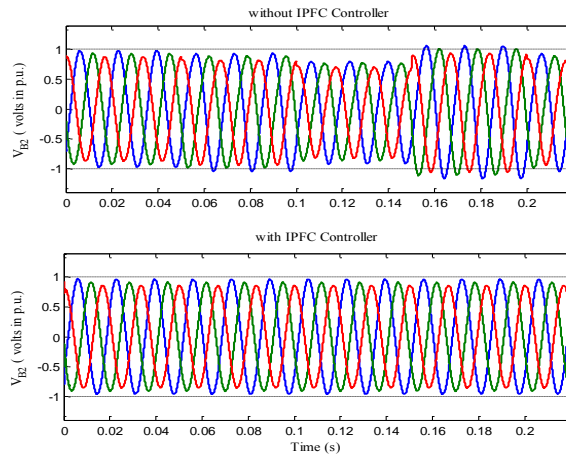 without IPFC Controller
1
0.5
0
-0.5
-1
V_B2 ( volts in p.u.)
0 0.02 0.04 0.06 0.08 0.1 0.12 0.14 0.16 0.18 0.2
with IPFC Controller
1
0.5
0
-0.5
-1
V_B2 ( volts in p.u.)
0 0.02 0.04 0.06 0.08 0.1 0.12 0.14 0.16 0.18 0.2
Time (s)